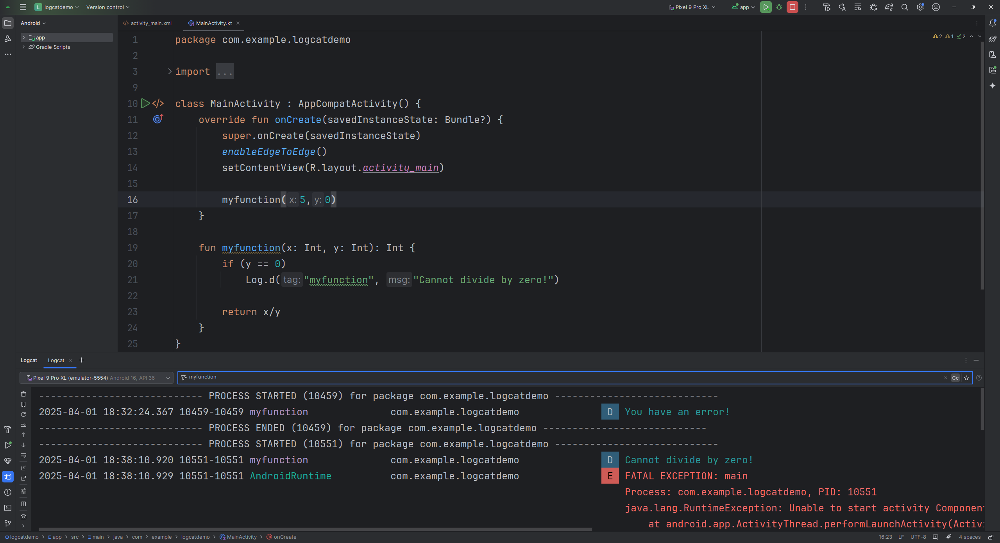 L logcatdemo Version control Pixel 9 Pro XL app
Android
app
Gradle Scripts
activity_main.xml MainActivity.kt
2 1 2
1 package com.example.logcatdemo
2
3 import ...
9
10 class MainActivity : AppCompatActivity() {
11 override fun onCreate(savedInstanceState: Bundle?) {
12 super.onCreate(savedInstanceState)
13 enableEdgeToEdge()
14 setContentView(R.layout.activity_main)
15
16 myfunction( x: 5, y: 0)
17 }
18
19 fun myfunction(x: Int, y: Int): Int {
20 if (y == 0)
21 Log.d( tag: "myfunction", msg: "Cannot divide by zero!")
22
23 return x/y
24 }
25 }
Logcat Logcat
Pixel 9 Pro XL (emulator-5554) Android 16, API 36 myfunction Cc
---------------------------- PROCESS STARTED (10459) for package com.example.logcatdemo ----------------------------
2025-04-01 18:32:24.367 10459-10459 myfunction com.example.logcatdemo D You have an error!
---------------------------- PROCESS ENDED (10459) for package com.example.logcatdemo ----------------------------
---------------------------- PROCESS STARTED (10551) for package com.example.logcatdemo ----------------------------
2025-04-01 18:38:10.920 10551-10551 myfunction com.example.logcatdemo D Cannot divide by zero!
2025-04-01 18:38:10.929 10551-10551 AndroidRuntime com.example.logcatdemo E FATAL EXCEPTION: main
Process: com.example.logcatdemo, PID: 10551
java.lang.RuntimeException: Unable to start activity Component
at android.app.ActivityThread.performLaunchActivity(Activi
logcatdemo > app > src > main > java > com > example > logcatdemo > MainActivity > onCreate 16:23 LF UTF-8 4 spaces